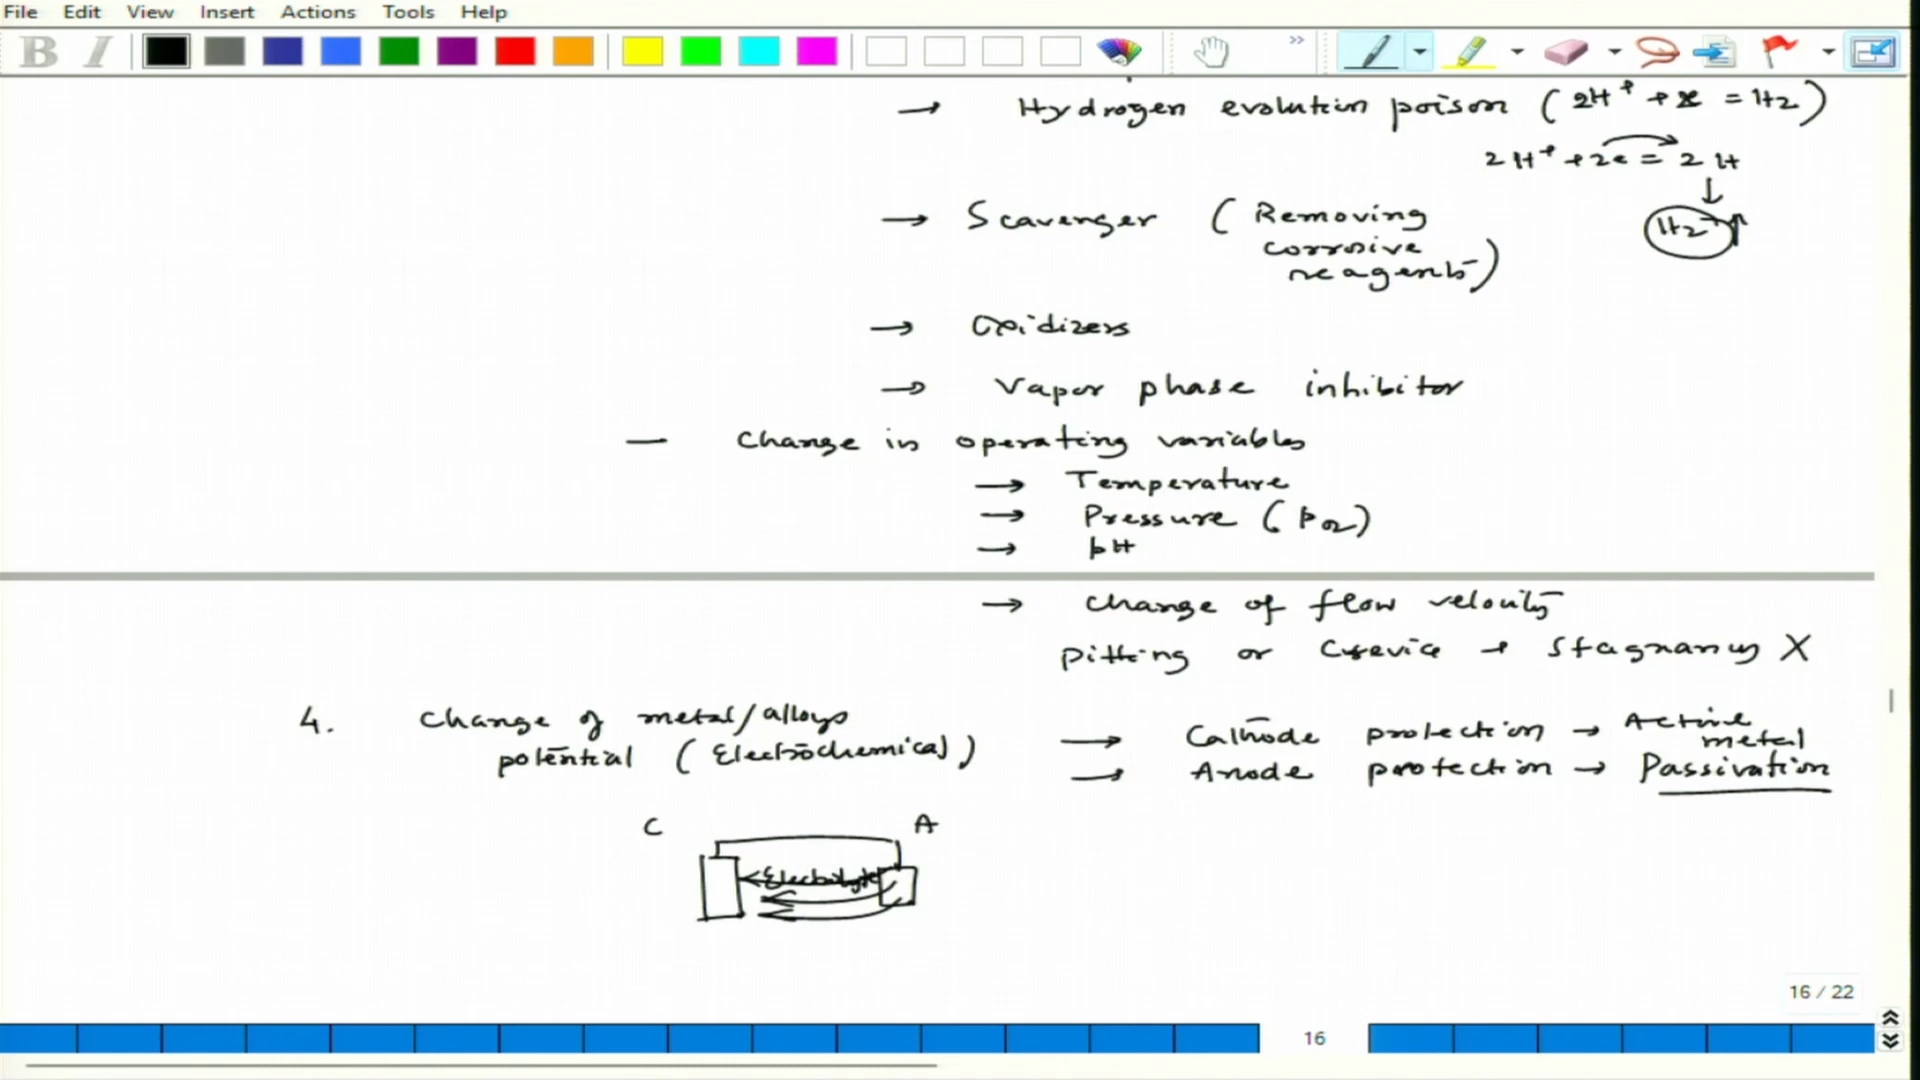 File Edit View Insert Actions Tools Help
B I
→ Hydrogen evolution poison (2H⁺ + = H₂)
2H⁺ + 2e = 2H
↓
H₂ ↑
→ Scavenger (Removing
corrosive
reagents)
→ Oxidizers
→ Vapor phase inhibitor
— Change in operating variables
→ Temperature
→ Pressure (pO₂)
→ pH
→ Change of flow velocity
Pitting or Crevice → Stagnancy X
4. Change of metal/alloys
potential (Electrochemical)
→ Cathode protection → Active
metal
→ Anode protection → Passivation
C A
Electrolyte
16 / 22
16